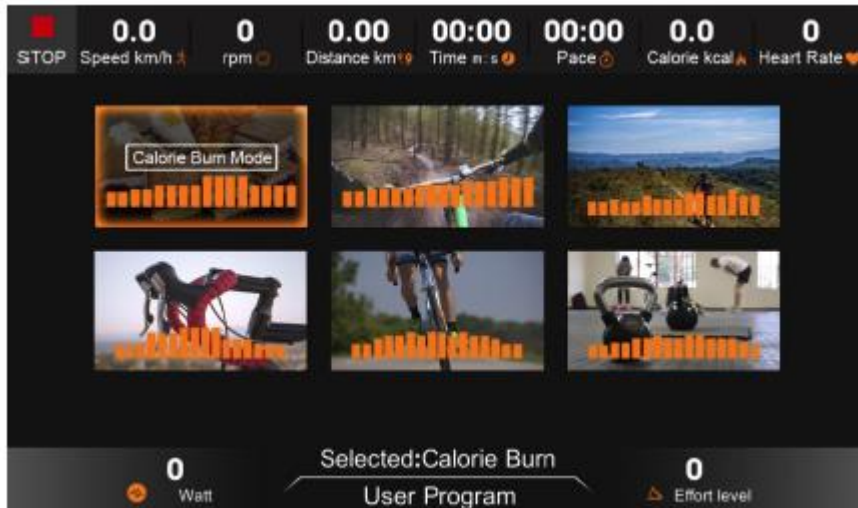 STOP
0.0
Speed km/h
0
rpm
0.00
Distance km
00:00
Time m:s
00:00
Pace
0.0
Calorie kcal
0
Heart Rate
Calorie Burn Mode
0
Watt
Selected:Calorie Burn
User Program
0
Effort level